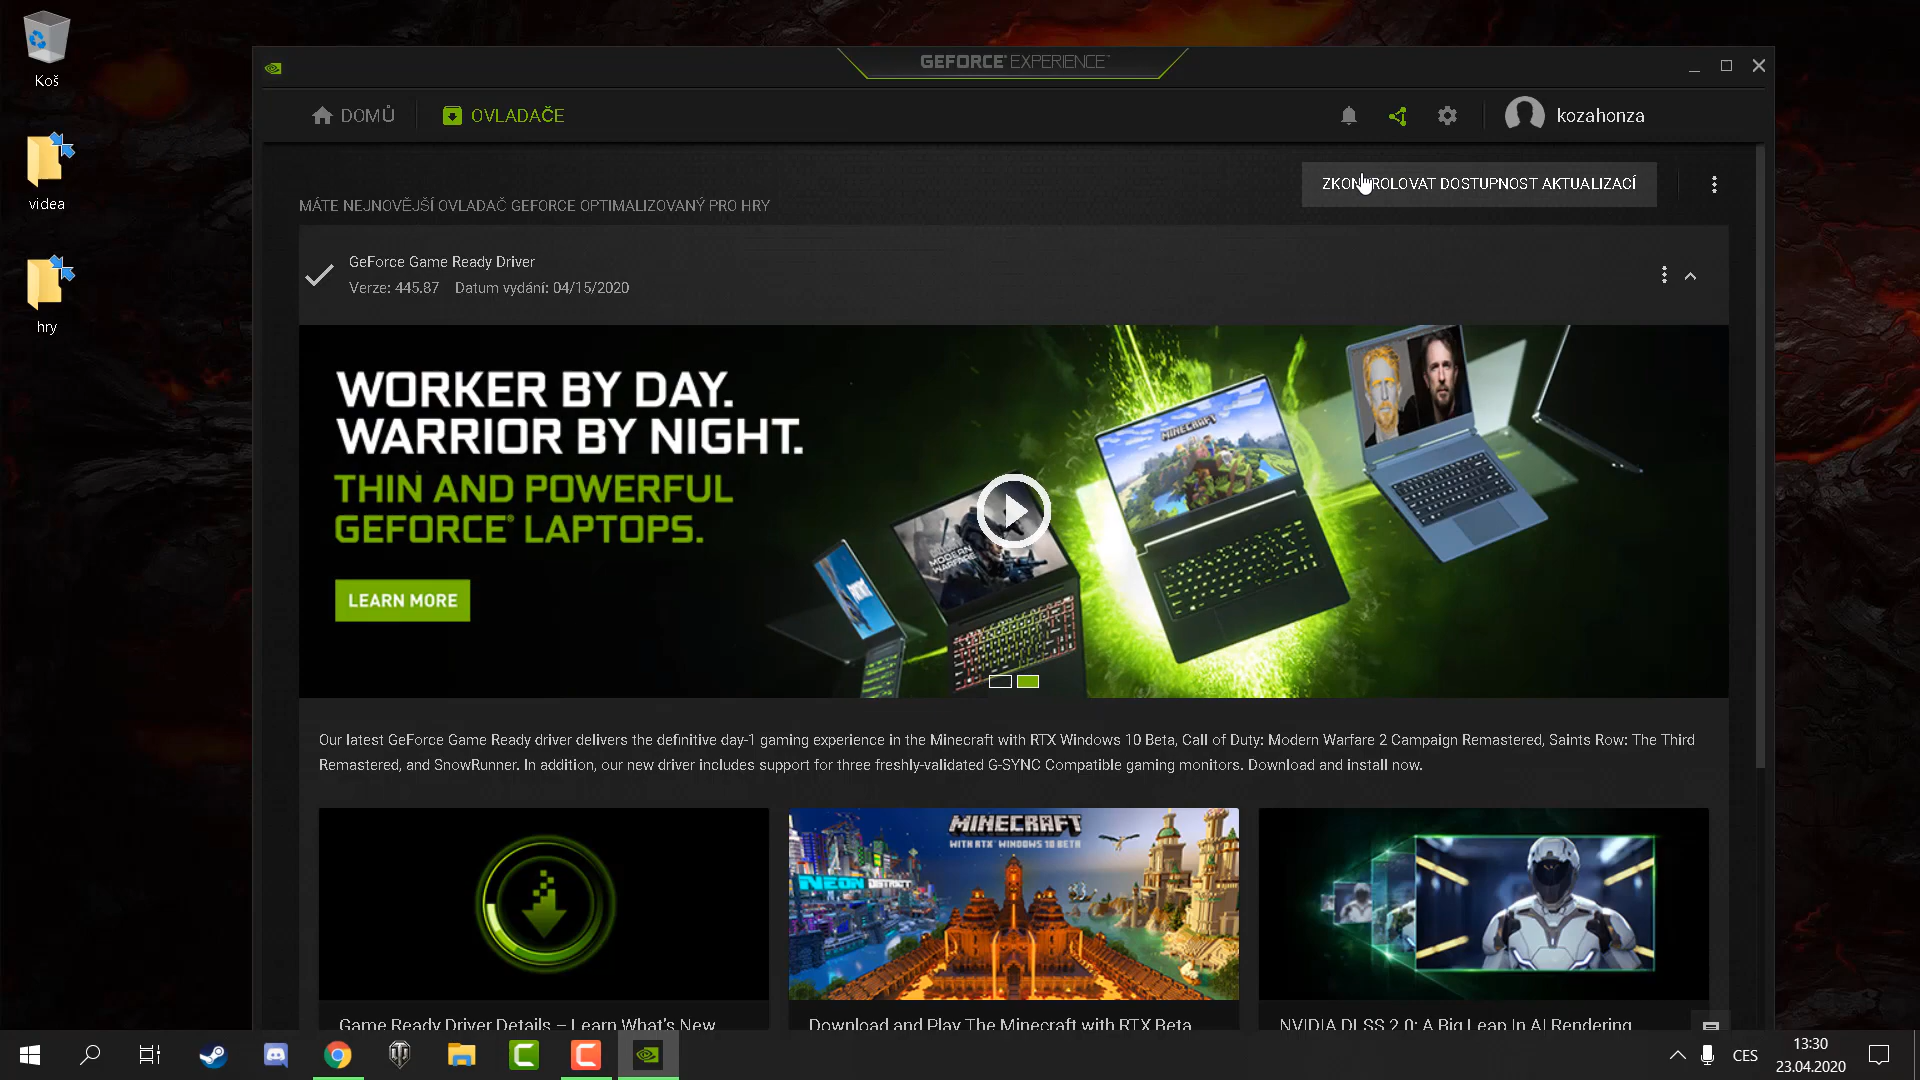 Koš
videa
hry
GEFORCE® EXPERIENCE™
DOMŮ
OVLADAČE
kozahonza
ZKONTROLOVAT DOSTUPNOST AKTUALIZACÍ
MÁTE NEJNOVĚJŠÍ OVLADAČ GEFORCE OPTIMALIZOVANÝ PRO HRY
GeForce Game Ready Driver
Verze: 445.87 Datum vydání: 04/15/2020
WORKER BY DAY.
WARRIOR BY NIGHT.
THIN AND POWERFUL
GEFORCE® LAPTOPS.
LEARN MORE
MINECRAFT
MODERN
WARFARE
Our latest GeForce Game Ready driver delivers the definitive day-1 gaming experience in the Minecraft with RTX Windows 10 Beta, Call of Duty: Modern Warfare 2 Campaign Remastered, Saints Row: The Third
Remastered, and SnowRunner. In addition, our new driver includes support for three freshly-validated G-SYNC Compatible gaming monitors. Download and install now.
MINECRAFT
WITH RTX WINDOWS 10 BETA
NEON DISTRICT
Game Ready Driver Details – Learn What's New
Download and Play The Minecraft with RTX Beta
NVIDIA DLSS 2.0: A Big Leap In AI Rendering
CES
13:30
23.04.2020